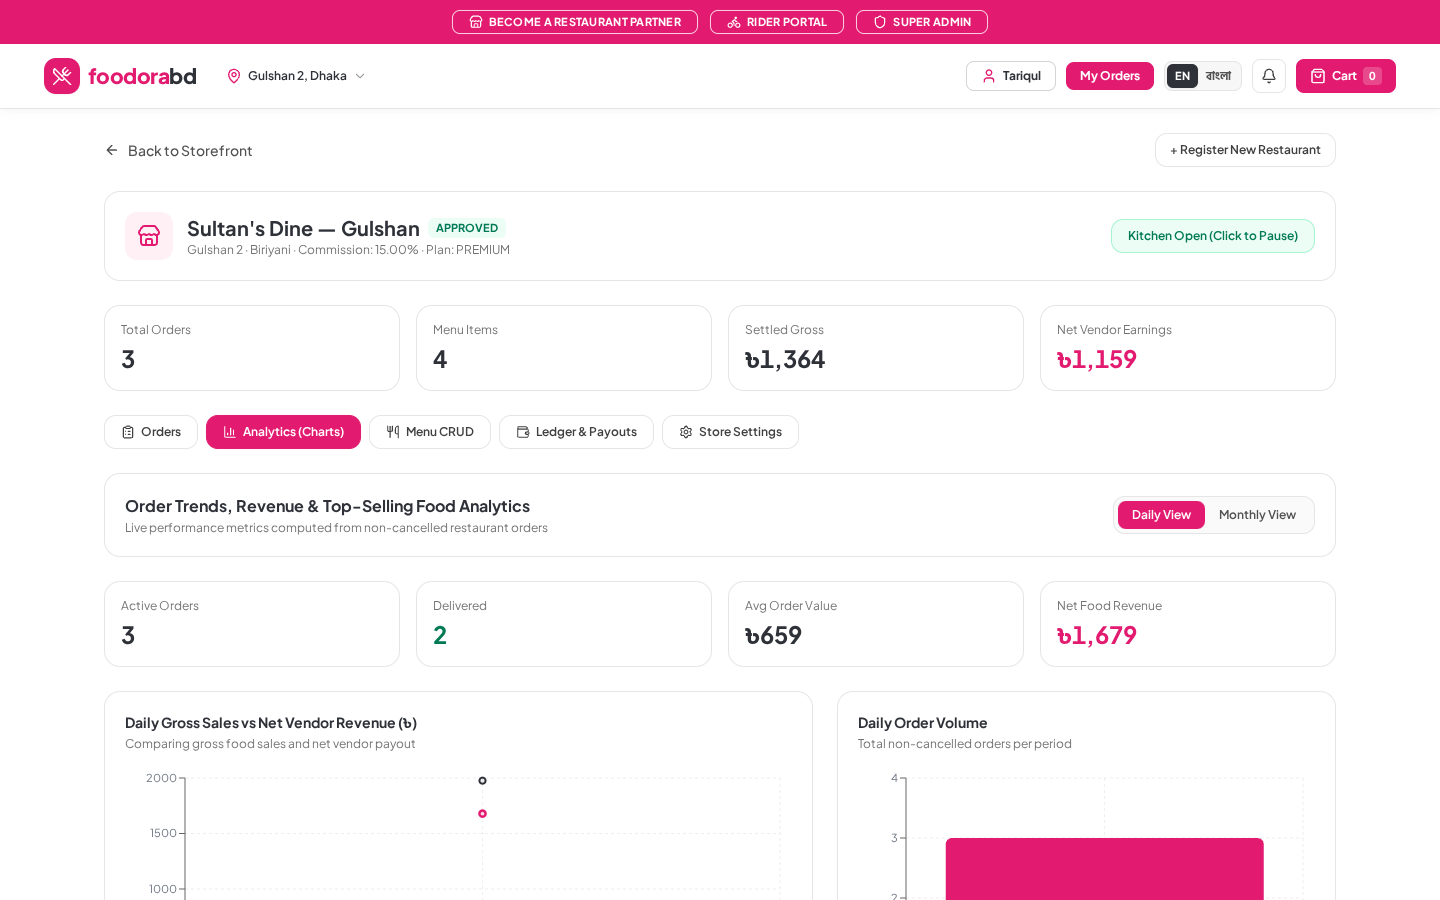 BECOME A RESTAURANT PARTNER RIDER PORTAL SUPER ADMIN
foodorabd Gulshan 2, Dhaka Tariqul My Orders EN বাংলা Cart 0
Back to Storefront + Register New Restaurant
Sultan's Dine — Gulshan APPROVED
Gulshan 2 · Biriyani · Commission: 15.00% · Plan: PREMIUM
Kitchen Open (Click to Pause)
Total Orders
3
Menu Items
4
Settled Gross
৳1,364
Net Vendor Earnings
৳1,159
Orders Analytics (Charts) Menu CRUD Ledger & Payouts Store Settings
Order Trends, Revenue & Top-Selling Food Analytics
Live performance metrics computed from non-cancelled restaurant orders
Daily View Monthly View
Active Orders
3
Delivered
2
Avg Order Value
৳659
Net Food Revenue
৳1,679
Daily Gross Sales vs Net Vendor Revenue (৳)
Comparing gross food sales and net vendor payout
2000
1500
1000
Daily Order Volume
Total non-cancelled orders per period
4
3
2